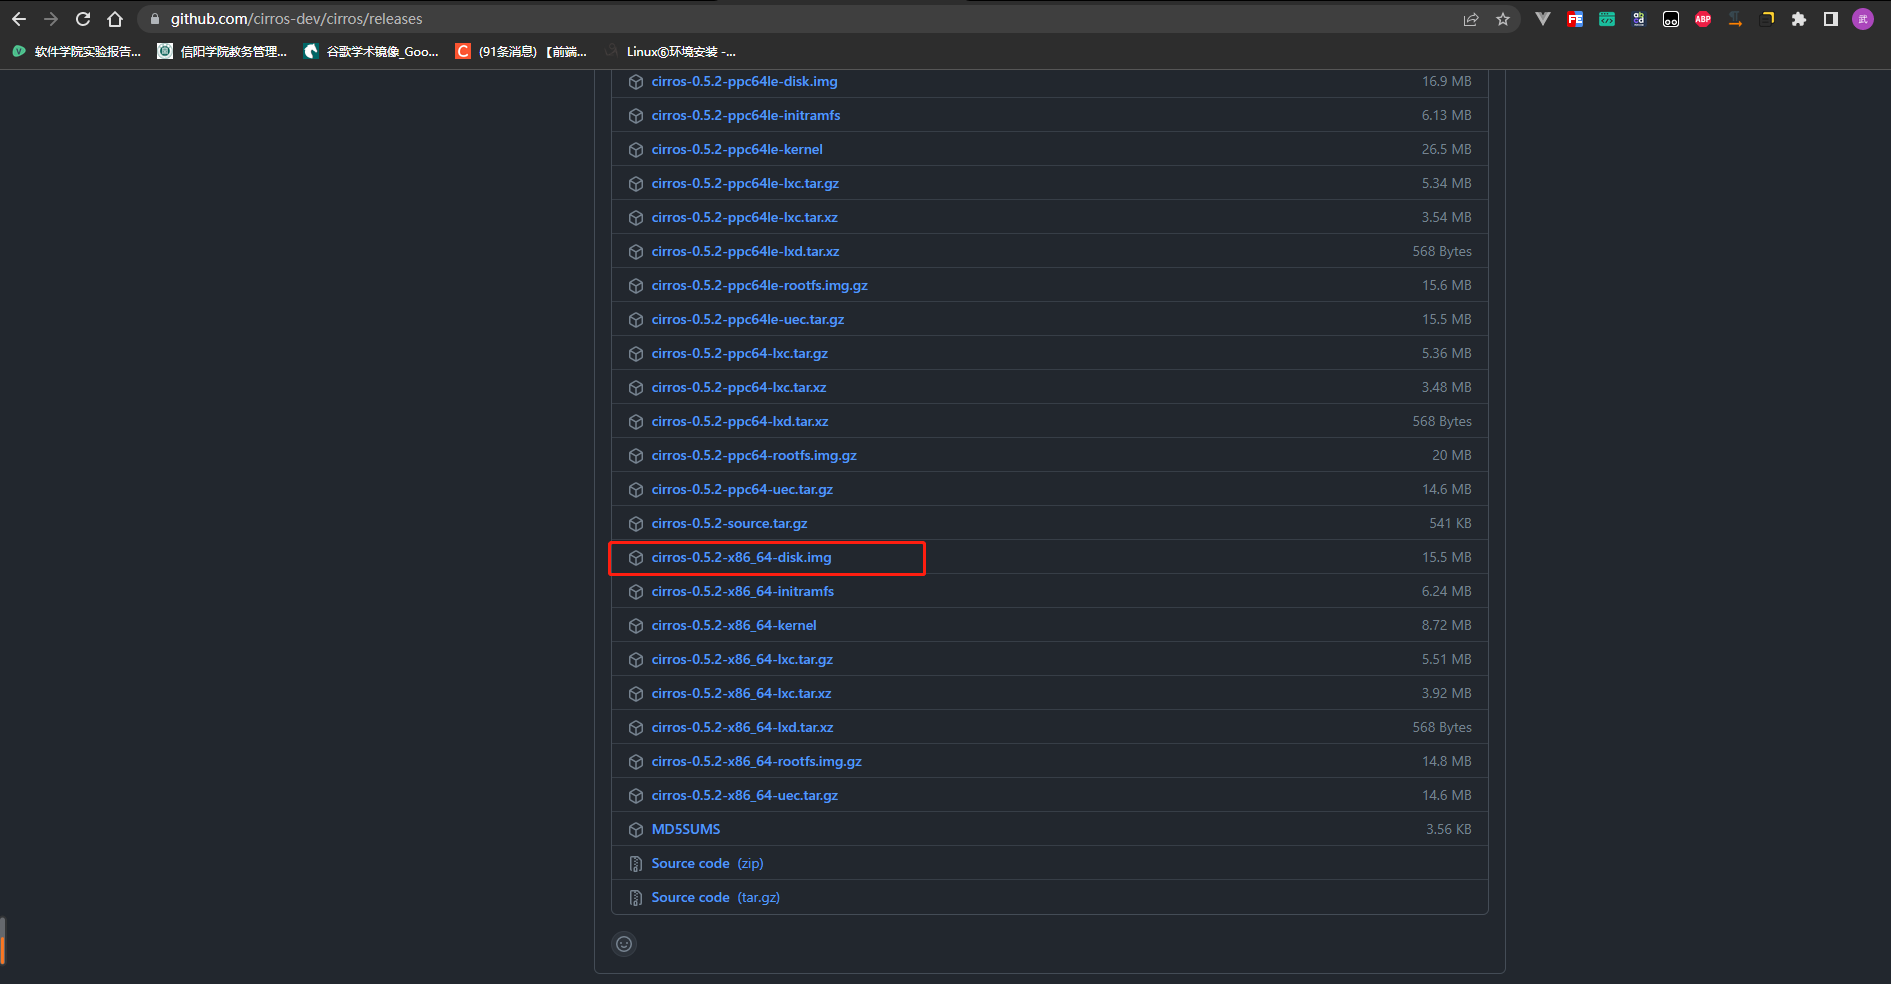 github.com/cirros-dev/cirros/releases
软件学院实验报告... 信阳学院教务管理... 谷歌学术镜像_Goo... (91条消息) 【前端... Linux⑥环境安装 -...
cirros-0.5.2-ppc64le-disk.img 16.9 MB
cirros-0.5.2-ppc64le-initramfs 6.13 MB
cirros-0.5.2-ppc64le-kernel 26.5 MB
cirros-0.5.2-ppc64le-lxc.tar.gz 5.34 MB
cirros-0.5.2-ppc64le-lxc.tar.xz 3.54 MB
cirros-0.5.2-ppc64le-lxd.tar.xz 568 Bytes
cirros-0.5.2-ppc64le-rootfs.img.gz 15.6 MB
cirros-0.5.2-ppc64le-uec.tar.gz 15.5 MB
cirros-0.5.2-ppc64-lxc.tar.gz 5.36 MB
cirros-0.5.2-ppc64-lxc.tar.xz 3.48 MB
cirros-0.5.2-ppc64-lxd.tar.xz 568 Bytes
cirros-0.5.2-ppc64-rootfs.img.gz 20 MB
cirros-0.5.2-ppc64-uec.tar.gz 14.6 MB
cirros-0.5.2-source.tar.gz 541 KB
cirros-0.5.2-x86_64-disk.img 15.5 MB
cirros-0.5.2-x86_64-initramfs 6.24 MB
cirros-0.5.2-x86_64-kernel 8.72 MB
cirros-0.5.2-x86_64-lxc.tar.gz 5.51 MB
cirros-0.5.2-x86_64-lxc.tar.xz 3.92 MB
cirros-0.5.2-x86_64-lxd.tar.xz 568 Bytes
cirros-0.5.2-x86_64-rootfs.img.gz 14.8 MB
cirros-0.5.2-x86_64-uec.tar.gz 14.6 MB
MD5SUMS 3.56 KB
Source code (zip)
Source code (tar.gz)